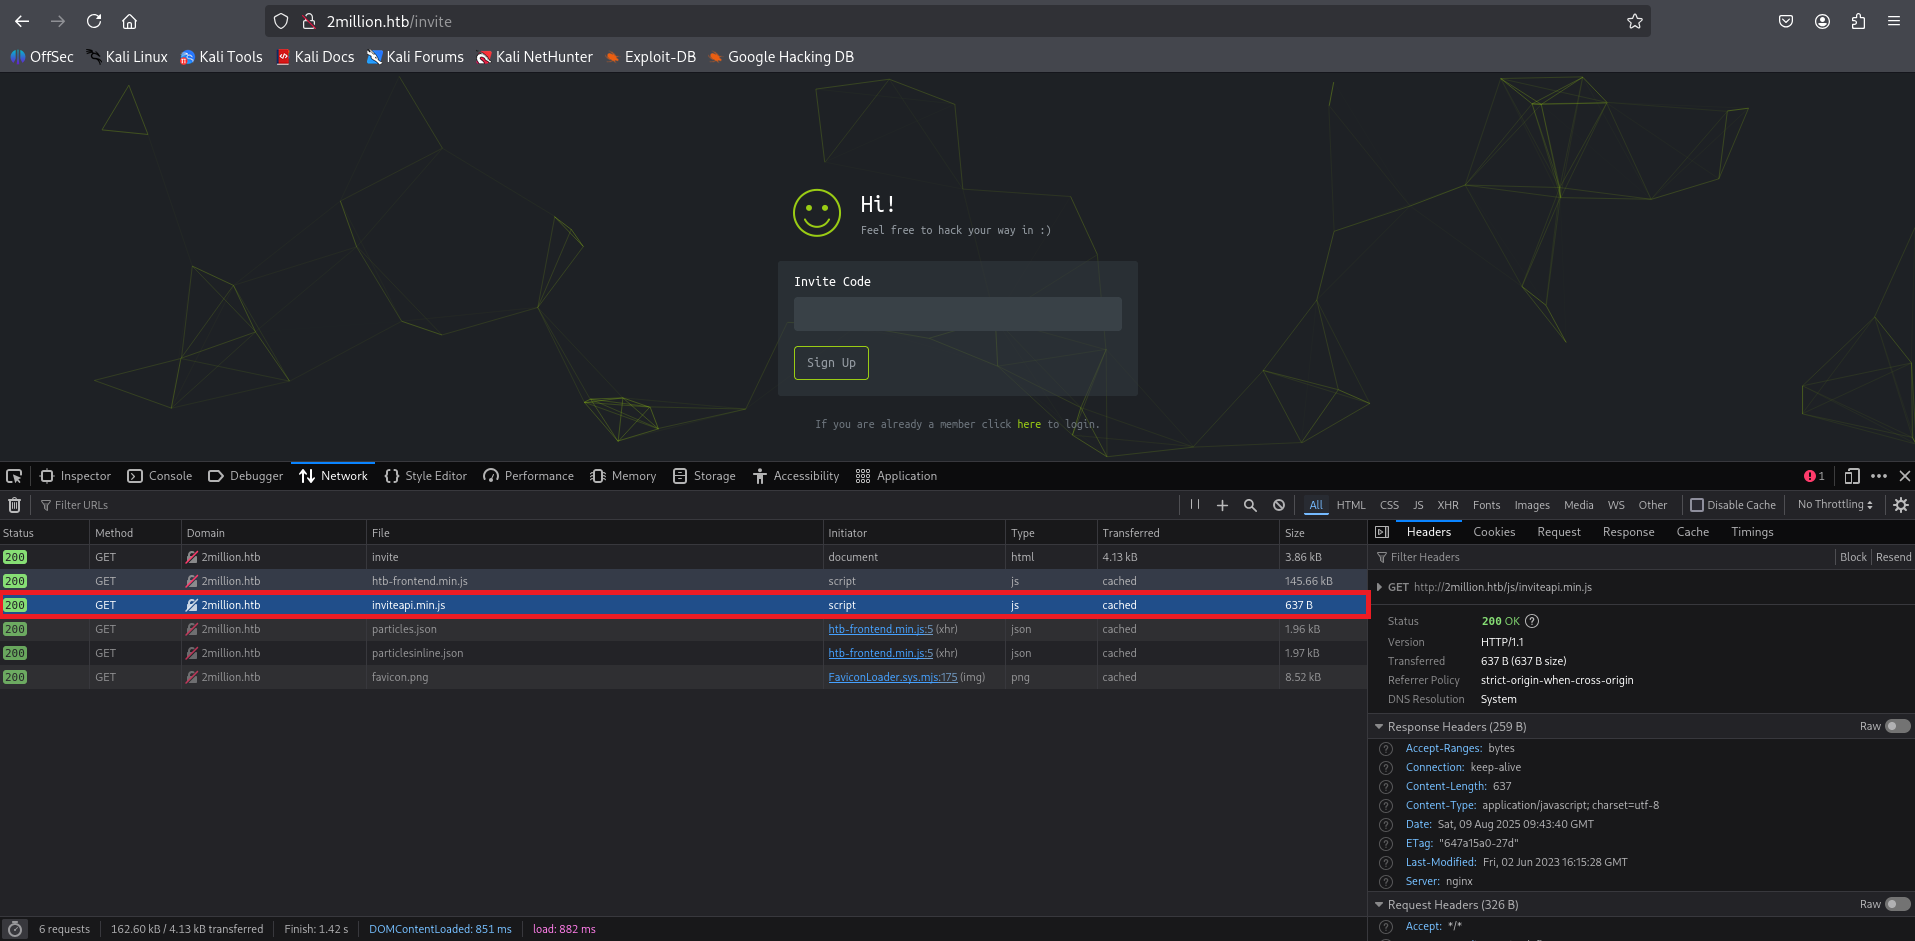 2million.htb/invite
OffSec Kali Linux Kali Tools Kali Docs Kali Forums Kali NetHunter Exploit-DB Google Hacking DB
Hi!
Feel free to hack your way in :)
Invite Code
Sign Up
If you are already a member click here to login.
Inspector Console Debugger Network Style Editor Performance Memory Storage Accessibility Application 1
Filter URLs All HTML CSS JS XHR Fonts Images Media WS Other Disable Cache No Throttling
Status Method Domain File Initiator Type Transferred Size
200 GET 2million.htb invite document html 4.13 kB 3.86 kB
200 GET 2million.htb htb-frontend.min.js script js cached 145.66 kB
200 GET 2million.htb inviteapi.min.js script js cached 637 B
200 GET 2million.htb particles.json htb-frontend.min.js:5 (xhr) json cached 1.96 kB
200 GET 2million.htb particlesinline.json htb-frontend.min.js:5 (xhr) json cached 1.97 kB
200 GET 2million.htb favicon.png FaviconLoader.sys.mjs:175 (img) png cached 8.52 kB
Headers Cookies Request Response Cache Timings
Filter Headers Block Resend
GET http://2million.htb/js/inviteapi.min.js
Status 200 OK
Version HTTP/1.1
Transferred 637 B (637 B size)
Referrer Policy strict-origin-when-cross-origin
DNS Resolution System
Response Headers (259 B) Raw
Accept-Ranges: bytes
Connection: keep-alive
Content-Length: 637
Content-Type: application/javascript; charset=utf-8
Date: Sat, 09 Aug 2025 09:43:40 GMT
ETag: "647a15a0-27d"
Last-Modified: Fri, 02 Jun 2023 16:15:28 GMT
Server: nginx
Request Headers (326 B) Raw
Accept: */*
6 requests 162.60 kB / 4.13 kB transferred Finish: 1.42 s DOMContentLoaded: 851 ms load: 882 ms